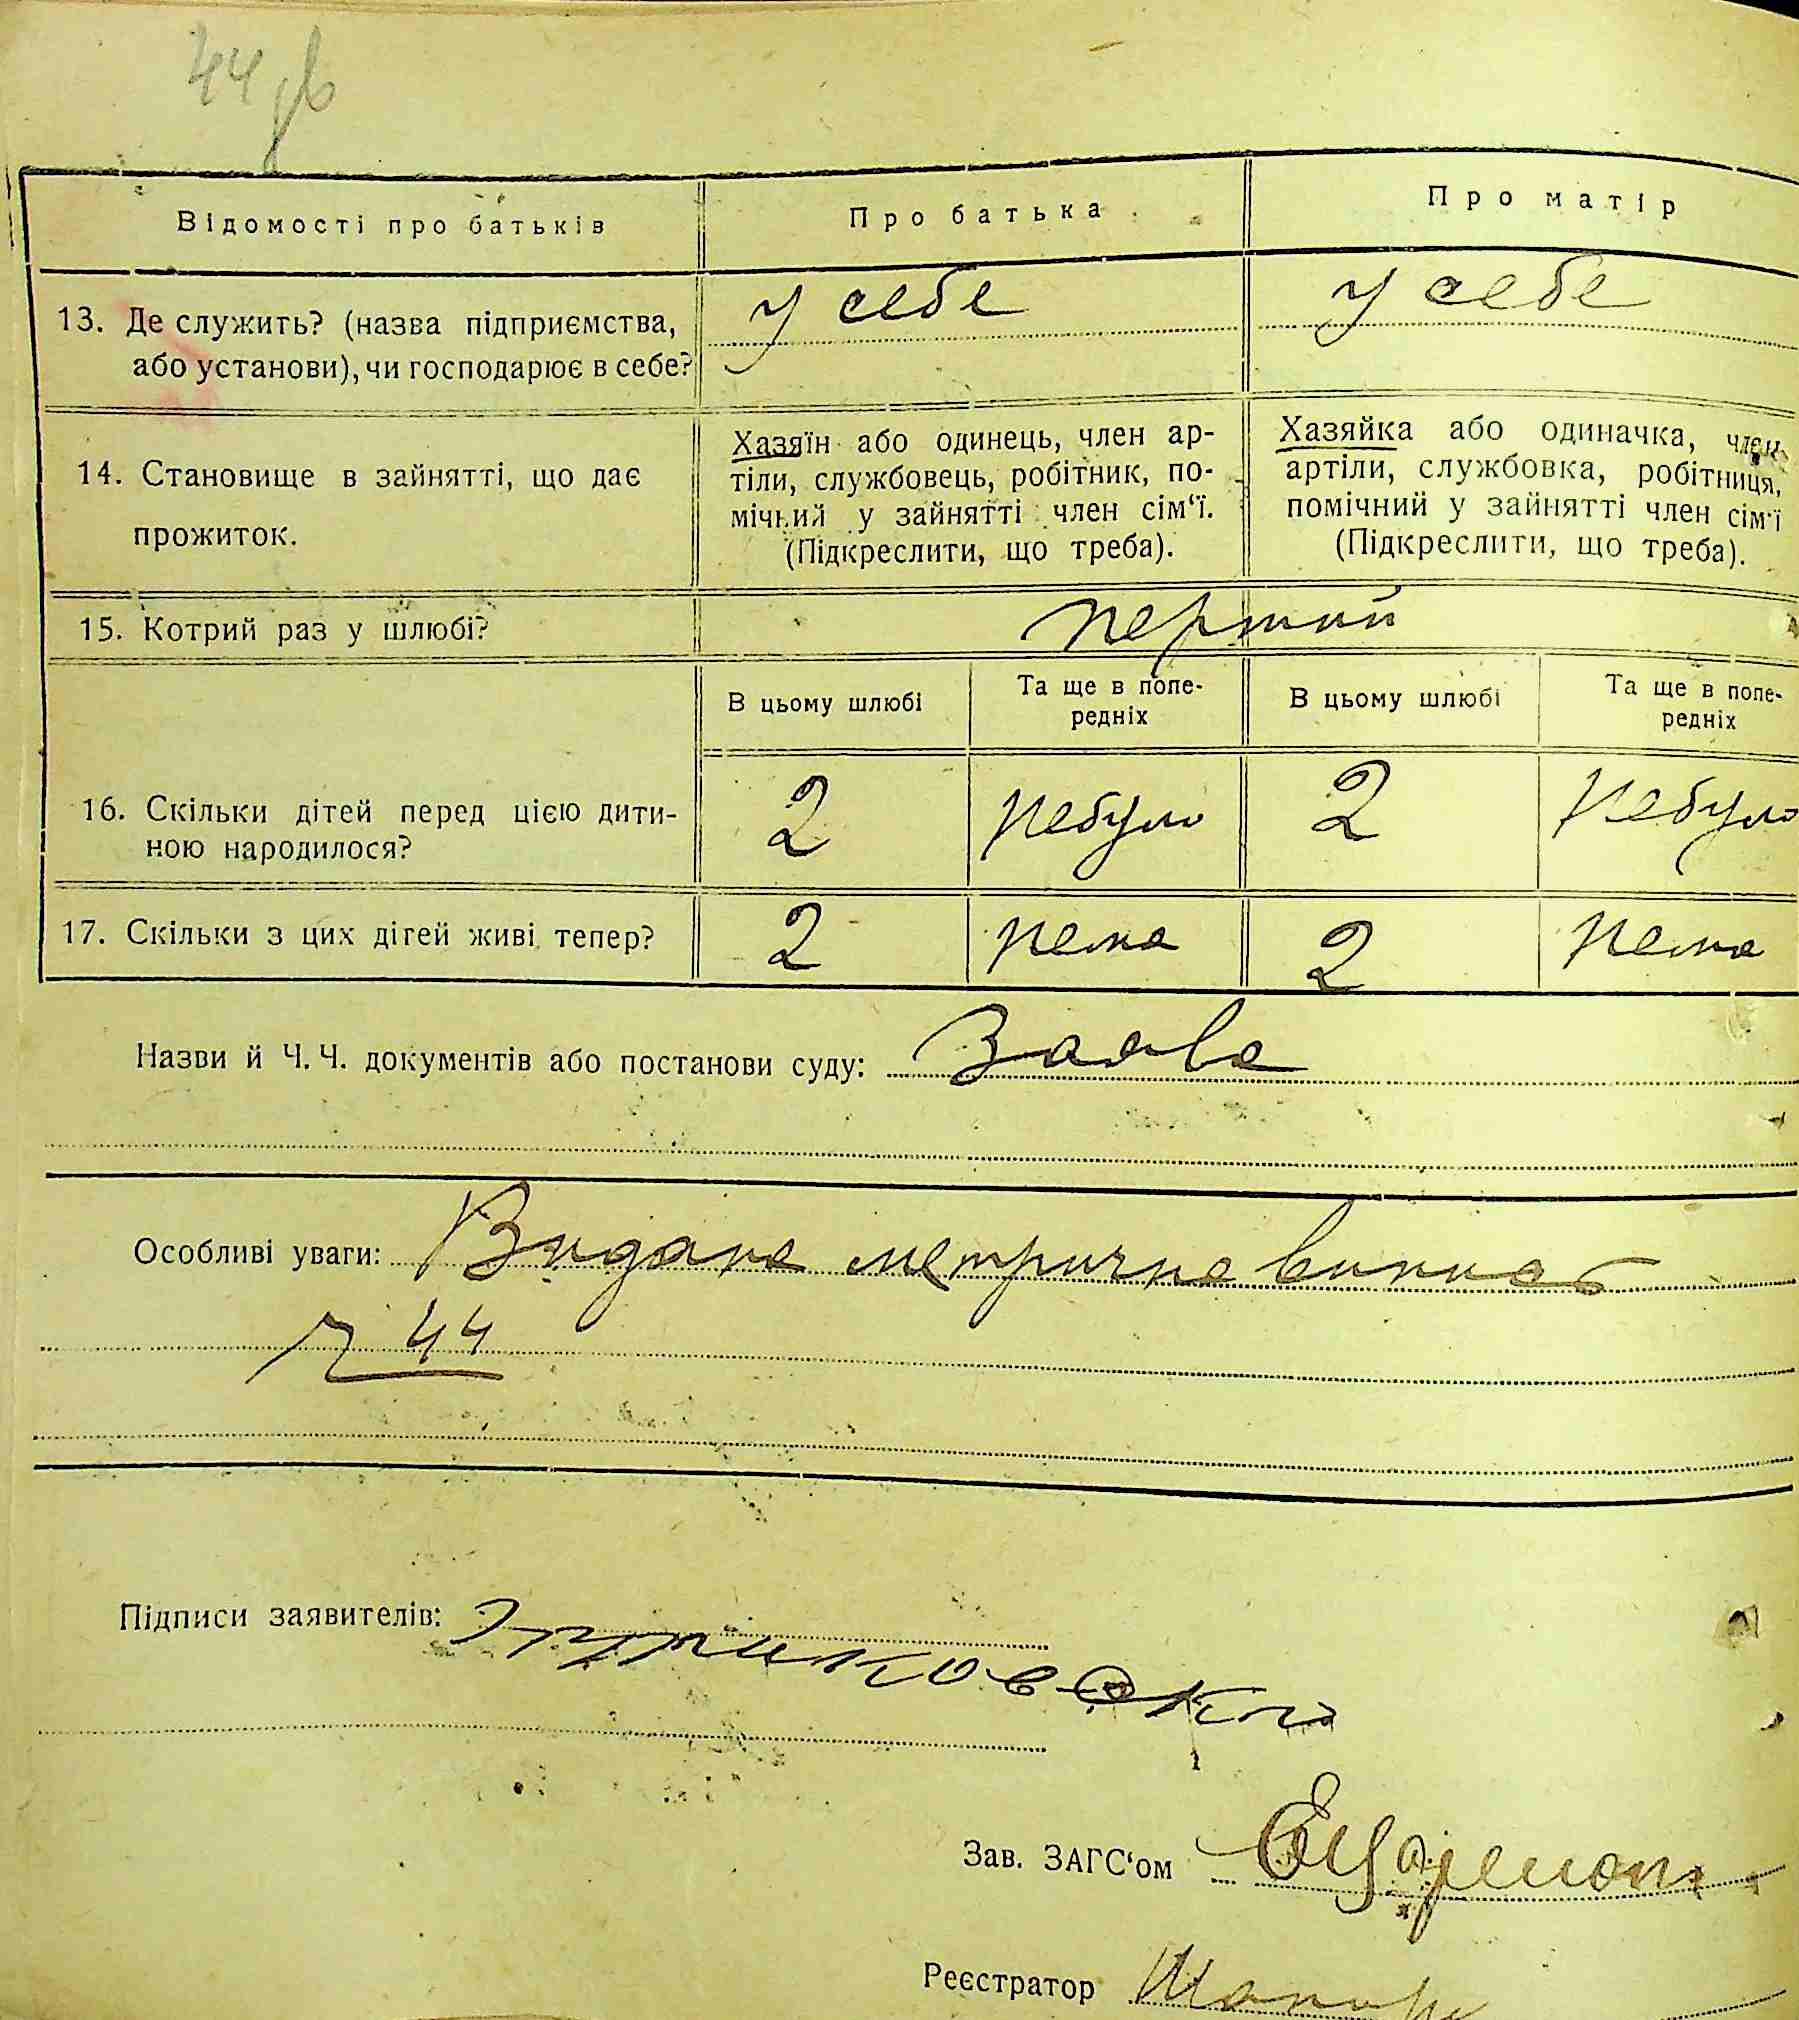 44
Відомості про батьків Про батька Про матір
13. Де служить? (назва підприємства, або установи), чи господарює в себе? у себе у себе
14. Становище в зайнятті, що дає прожиток.
Хазяїн або одинець, член ар-
тіли, службовець, робітник, по-
мічний у зайнятті член сім‘ї.
(Підкреслити, що треба).
Хазяйка або одиначка, член
артіли, службовка, робітниця,
помічний у зайнятті член сім‘ї
(Підкреслити, що треба).
15. Котрий раз у шлюбі? перший
В цьому шлюбі Та ще в попе-
редніх В цьому шлюбі Та ще в попе-
редніх
16. Скільки дітей перед цією дити-
ною народилося? 2 небуло 2 небуло
17. Скільки з цих дітей живі тепер? 2 нема 2 нема
Назви й Ч. Ч. документів або постанови суду: Заява
Особливі уваги: Видана метрична випись
ч 44
Підписи заявителів:
Зав. ЗАГС‘ом
Реєстратор